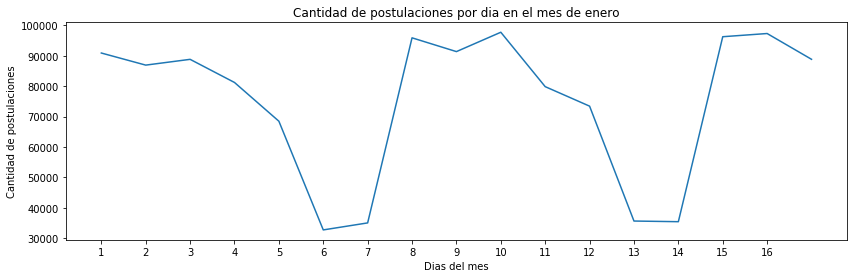 Cantidad de postulaciones por dia en el mes de enero
Cantidad de postulaciones
100000
90000
80000
70000
60000
50000
40000
30000
1 2 3 4 5 6 7 8 9 10 11 12 13 14 15 16
Dias del mes